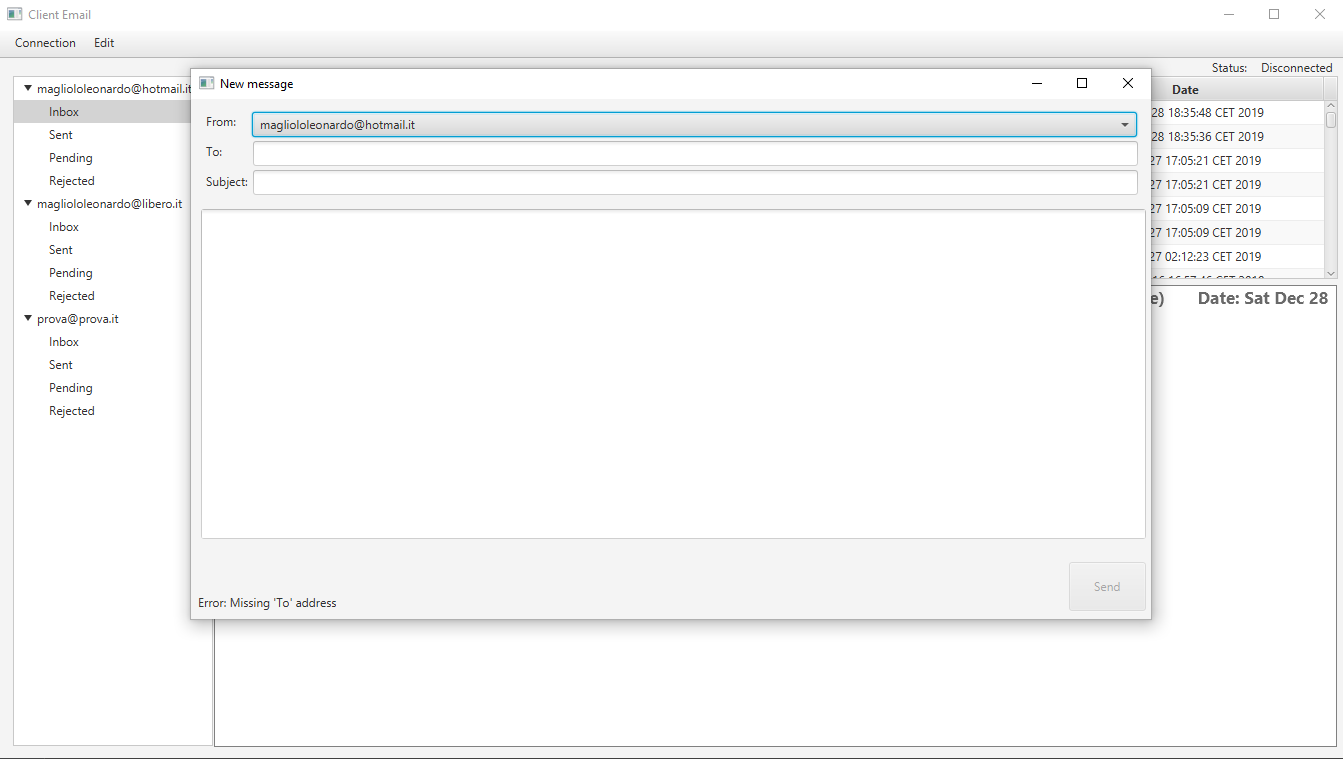 Client Email
Connection Edit
Status: Disconnected
magliololeonardo@hotmail.it
Inbox
Sent
Pending
Rejected
magliololeonardo@libero.it
Inbox
Sent
Pending
Rejected
prova@prova.it
Inbox
Sent
Pending
Rejected
New message
From: magliololeonardo@hotmail.it
To:
Subject:
Error: Missing 'To' address
Send
Date
28 18:35:48 CET 2019
28 18:35:36 CET 2019
27 17:05:21 CET 2019
27 17:05:21 CET 2019
27 17:05:09 CET 2019
27 17:05:09 CET 2019
27 02:12:23 CET 2019
e) Date: Sat Dec 28